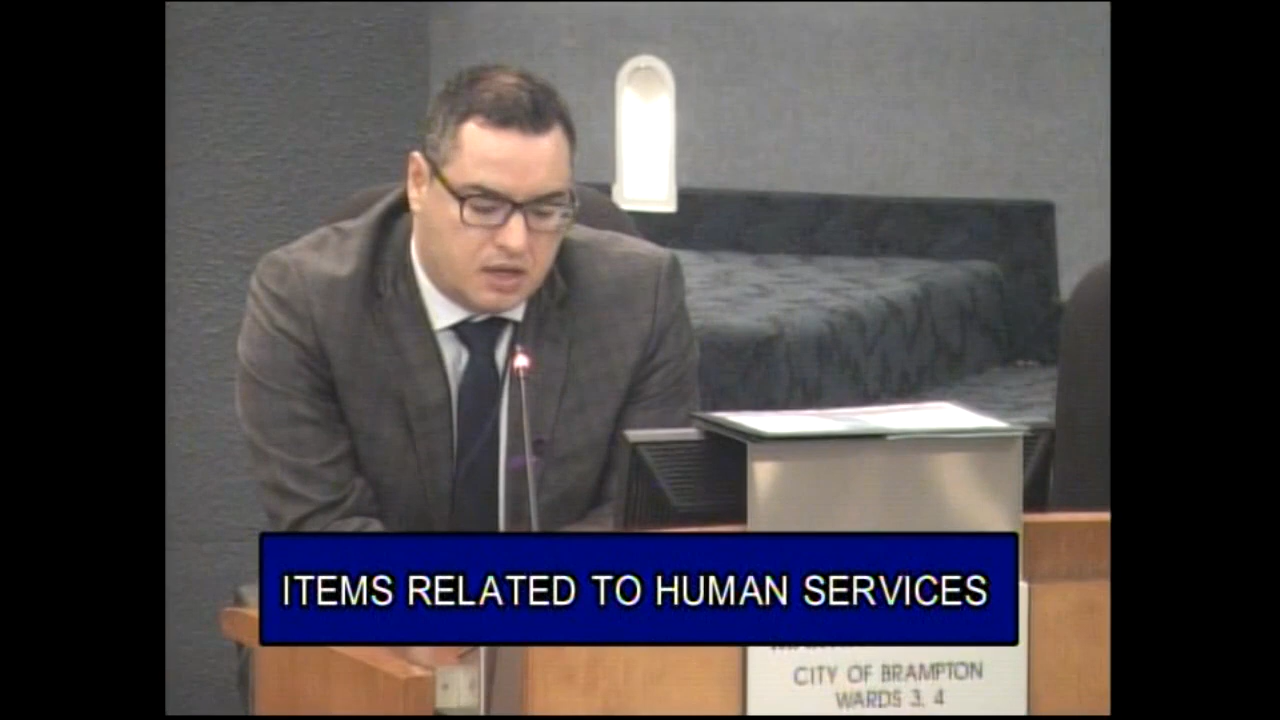 ITEMS RELATED TO HUMAN SERVICES
CITY OF BRAMPTON
WARDS 3, 4